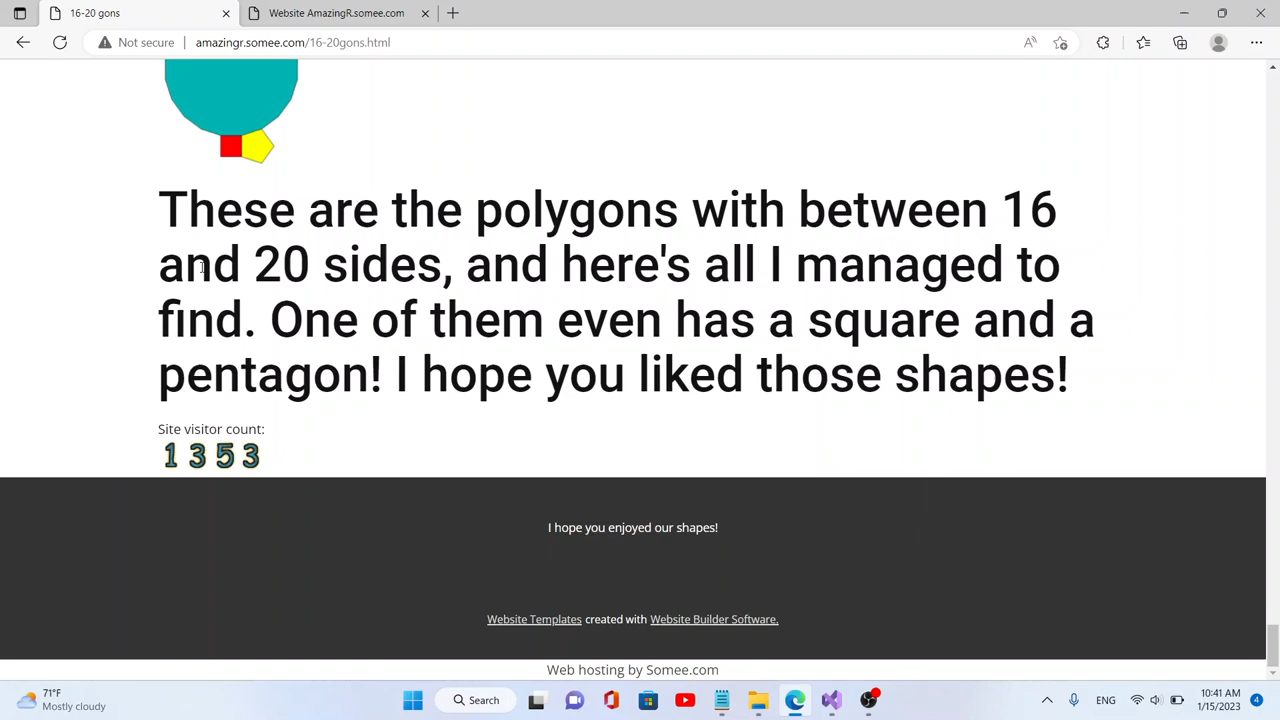 16-20 gons
Website AmazingR.somee.com
Not secure
amazingr.somee.com/16-20gons.html
These are the polygons with between 16
and 20 sides, and here's all I managed to
find. One of them even has a square and a
pentagon! I hope you liked those shapes!
Site visitor count:
1353
I hope you enjoyed our shapes!
Website Templates created with Website Builder Software.
Web hosting by Somee.com
71°F
Mostly cloudy
Search
ENG
10:41 AM
1/15/2023
4